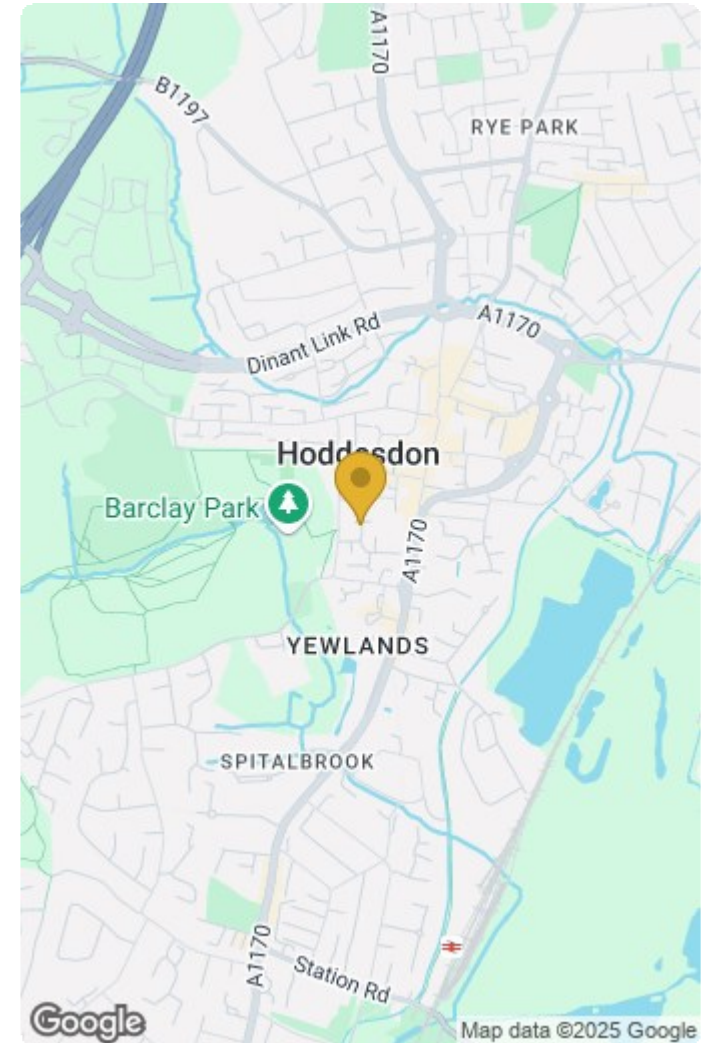 A1170
B1197
RYE PARK
A1170
Dinant Link Rd
Hoddesdon
Barclay Park
A1170
YEWLANDS
SPITALBROOK
A1170
Station Rd
Google
Map data ©2025 Google